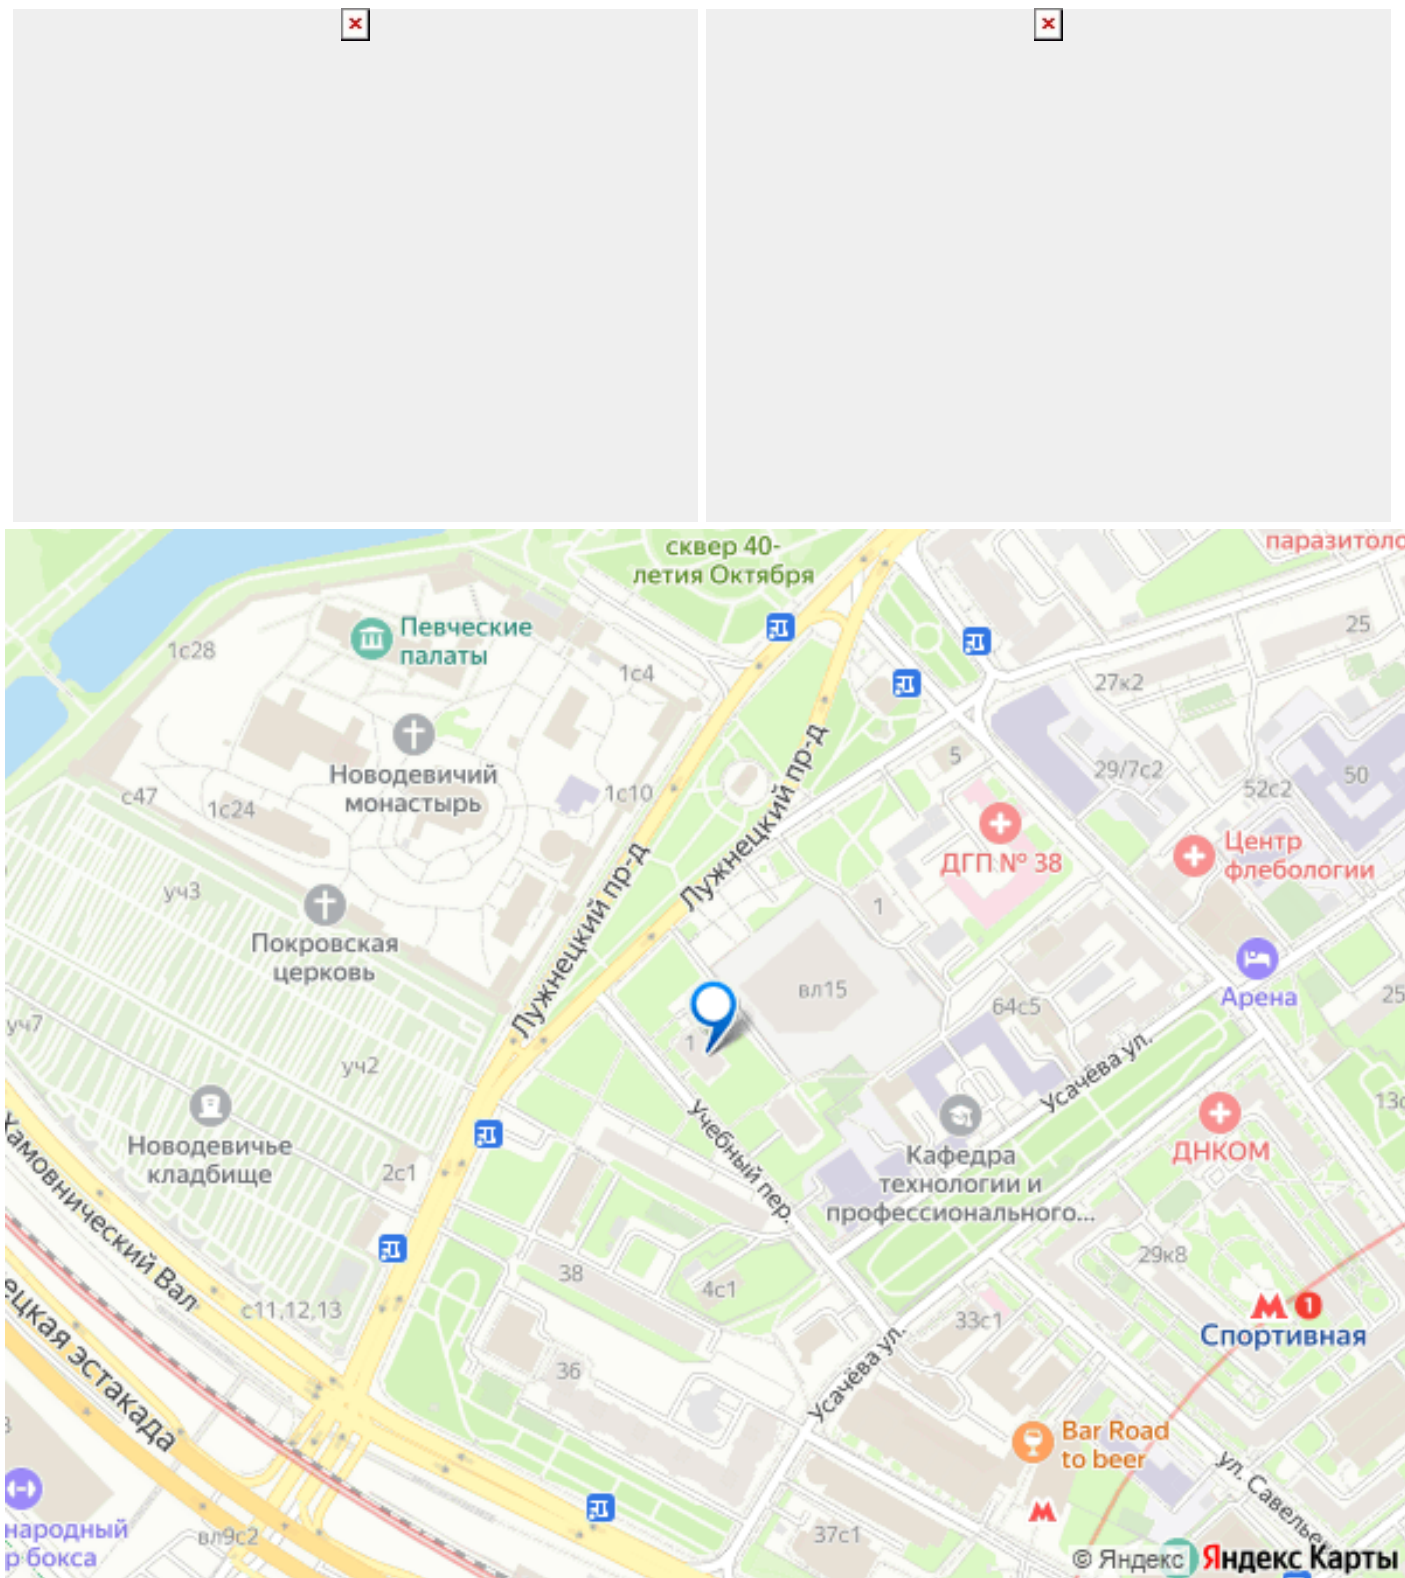 сквер 40-
летия Октября
паразитоло
Певческие
палаты
1с28
1с4
25
27к2
Новодевичий
монастырь
Лужнецкий пр-д
5
29/7с2
50
52с2
с47
1с24
1с10
ДГП № 38
Центр
флебологии
Лужнецкий пр-д
уч3
1
Покровская
церковь
вл15
Арена
64с5
25
уч7
1
уч2
Усачёва ул.
Учебный пер.
13с
Новодевичье
кладбище
2с1
Кафедра
технологии и
профессионального...
ДНКОМ
хамовнический Вал
38
4с1
29к8
с11,12,13
33с1
1
Спортивная
ецкая эстакада
36
Усачёва ул.
Bar Road
to beer
ул. Савелье
народный
р бокса
вл9с2
37с1
© Яндекс
Яндекс Карты